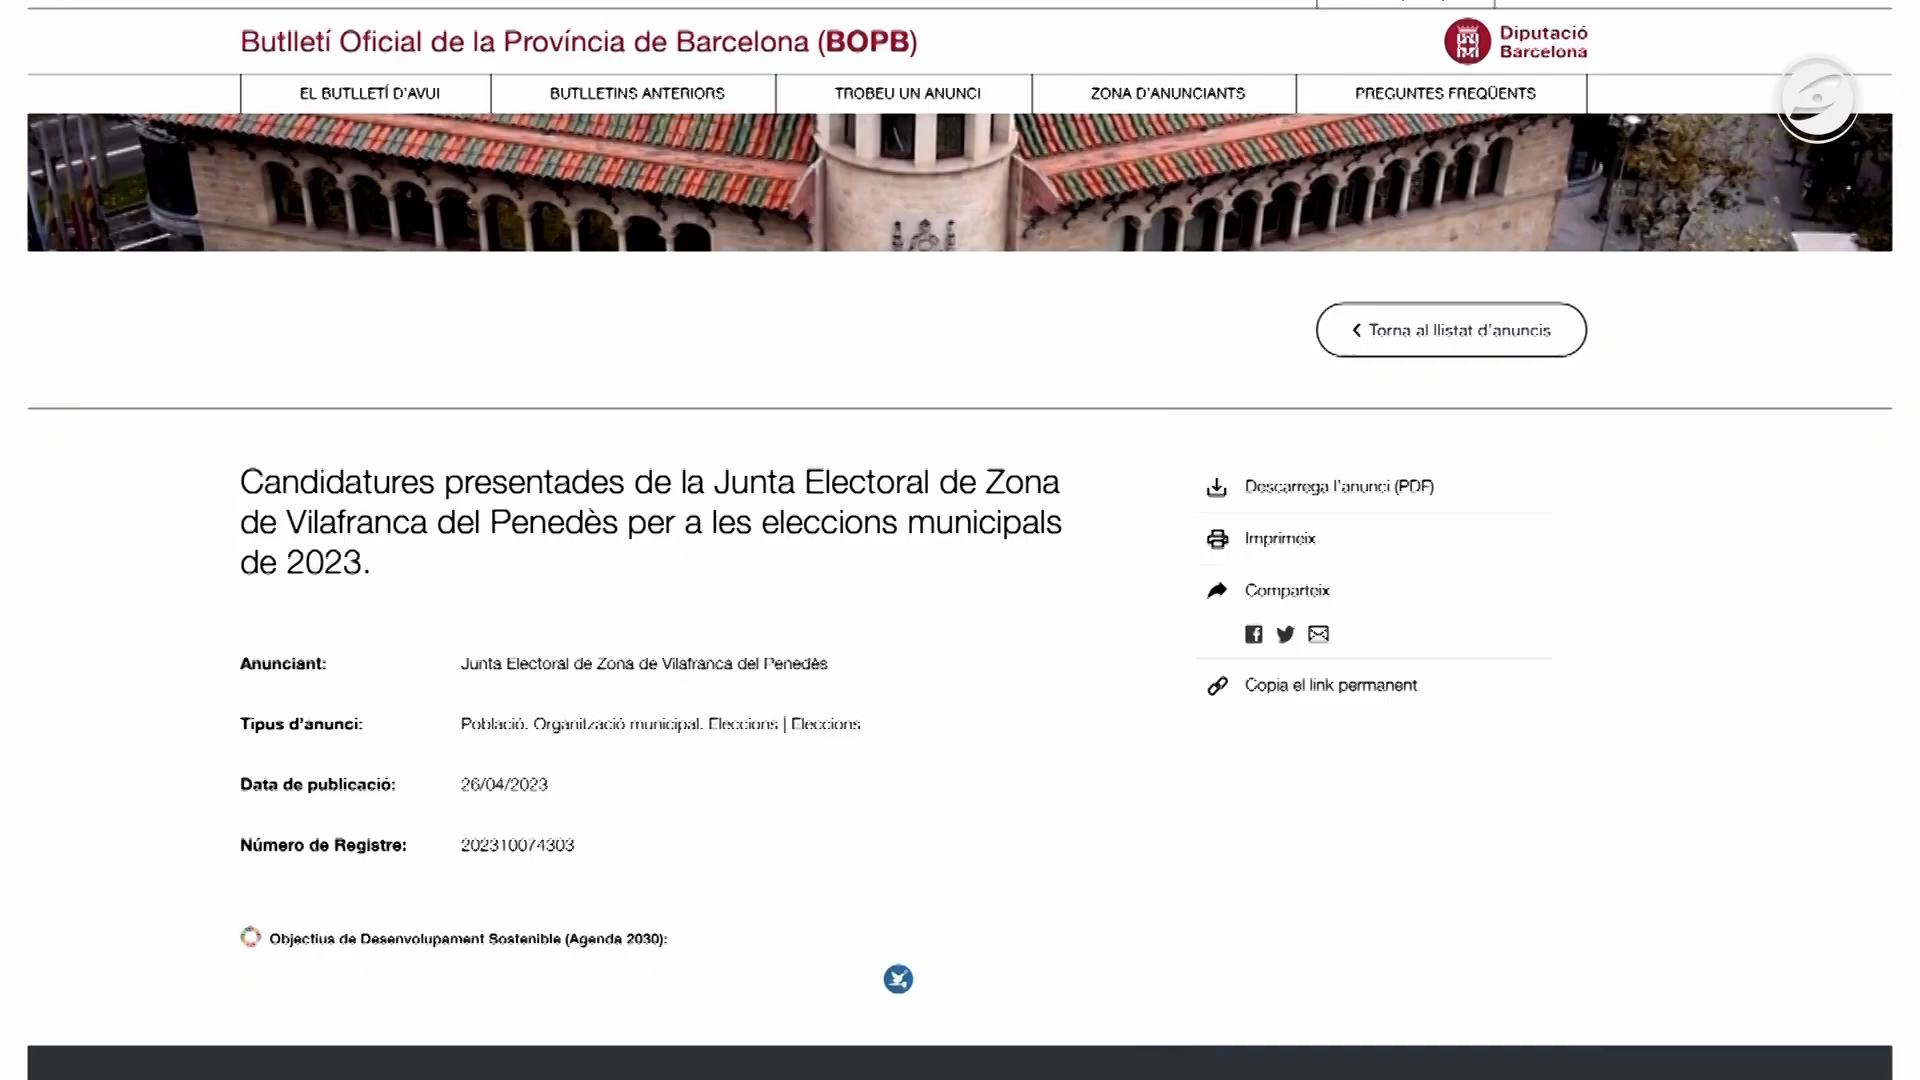 Butlletí Oficial de la Província de Barcelona (BOPB)
Diputació
Barcelona
EL BUTLLETÍ D'AVUI
BUTLLETINS ANTERIORS
TROBEU UN ANUNCI
ZONA D'ANUNCIANTS
PREGUNTES FREQÜENTS
Torna al llistat d'anuncis
Candidatures presentades de la Junta Electoral de Zona
de Vilafranca del Penedès per a les eleccions municipals
de 2023.
Anunciant: Junta Electoral de Zona de Vilafranca del Penedès
Tipus d'anunci: Població. Organització municipal. Eleccions | Eleccions
Data de publicació: 26/04/2023
Número de Registre: 202310074303
Objectius de Desenvolupament Sostenible (Agenda 2030):
Descarrega l'anunci (PDF)
Imprimeix
Comparteix
Copia el link permanent